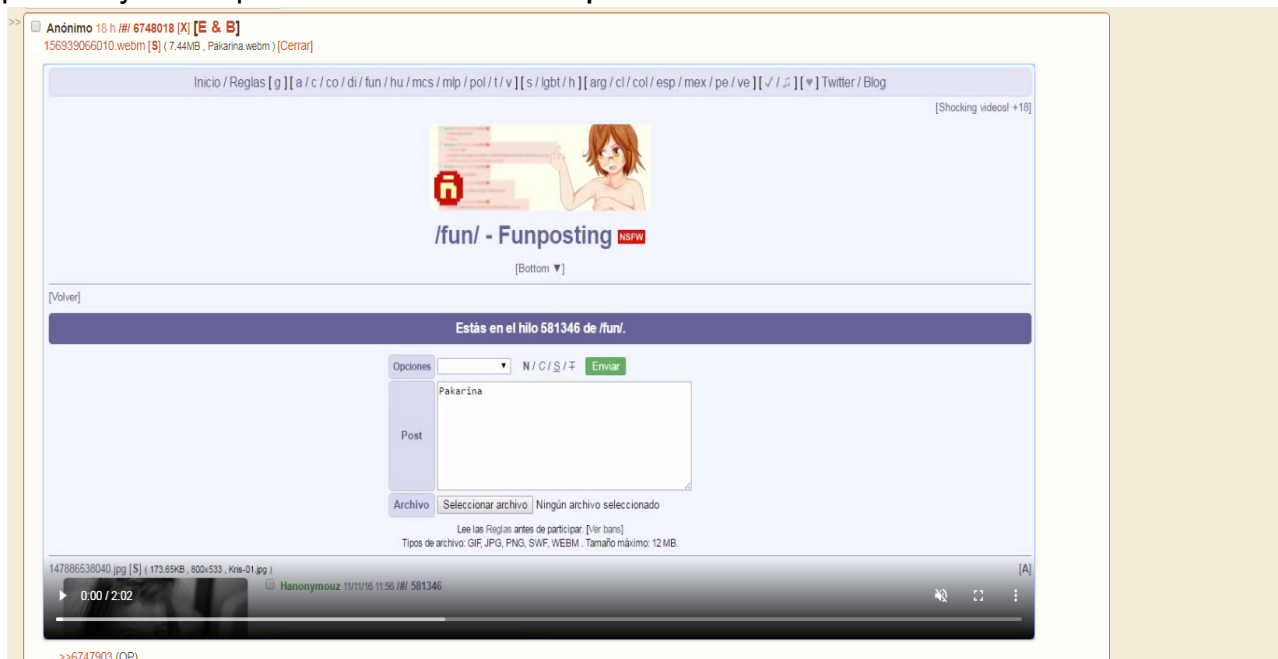 >> Anónimo 18 h /#/ 6748018 [X] [E & B]
156939066010.webm [S] ( 7.44MB , Pakarina.webm ) [Cerrar]
Inicio / Reglas [ g ] [ a / c / co / di / fun / hu / mcs / mlp / pol / t / v ] [ s / lgbt / h ] [ arg / cl / col / esp / mex / pe / ve ] [ ✓ / ♫ ] [ ♥ ] Twitter / Blog
[Shocking videos! +18]
ñ
/fun/ - Funposting NSFW
[Bottom ▼]
[Volver]
Estás en el hilo 581346 de /fun/.
Opciones N / C / S / T Enviar
Pakarina
Post
Archivo Seleccionar archivo Ningún archivo seleccionado
Lee las Reglas antes de participar. [Ver bans]
Tipos de archivo: GIF, JPG, PNG, SWF, WEBM . Tamaño máximo: 12 MB.
147886538040.jpg [S] ( 173.65KB , 800x533 , Kris-01.jpg ) [A]
Hanonymouz 11/11/16 11:56 /#/ 581346
0:00 / 2:02
>>6747903 (OP)